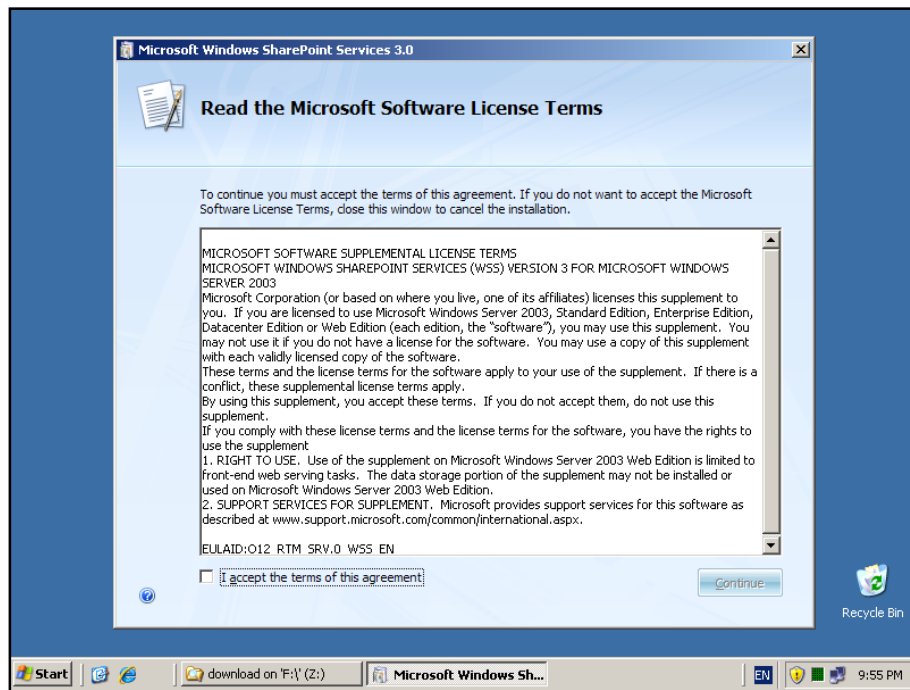 Microsoft Windows SharePoint Services 3.0
Read the Microsoft Software License Terms
To continue you must accept the terms of this agreement. If you do not want to accept the Microsoft
Software License Terms, close this window to cancel the installation.
MICROSOFT SOFTWARE SUPPLEMENTAL LICENSE TERMS
MICROSOFT WINDOWS SHAREPOINT SERVICES (WSS) VERSION 3 FOR MICROSOFT WINDOWS
SERVER 2003
Microsoft Corporation (or based on where you live, one of its affiliates) licenses this supplement to
you. If you are licensed to use Microsoft Windows Server 2003, Standard Edition, Enterprise Edition,
Datacenter Edition or Web Edition (each edition, the “software”), you may use this supplement. You
may not use it if you do not have a license for the software. You may use a copy of this supplement
with each validly licensed copy of the software.
These terms and the license terms for the software apply to your use of the supplement. If there is a
conflict, these supplemental license terms apply.
By using this supplement, you accept these terms. If you do not accept them, do not use this
supplement.
If you comply with these license terms and the license terms for the software, you have the rights to
use the supplement
1. RIGHT TO USE. Use of the supplement on Microsoft Windows Server 2003 Web Edition is limited to
front-end web serving tasks. The data storage portion of the supplement may not be installed or
used on Microsoft Windows Server 2003 Web Edition.
2. SUPPORT SERVICES FOR SUPPLEMENT. Microsoft provides support services for this software as
described at www.support.microsoft.com/common/international.aspx.
EULAID:O12_RTM_SRV.0_WSS_EN
I accept the terms of this agreement
Continue
Recycle Bin
Start
download on 'F:\' (Z:)
Microsoft Windows Sh...
EN
9:55 PM